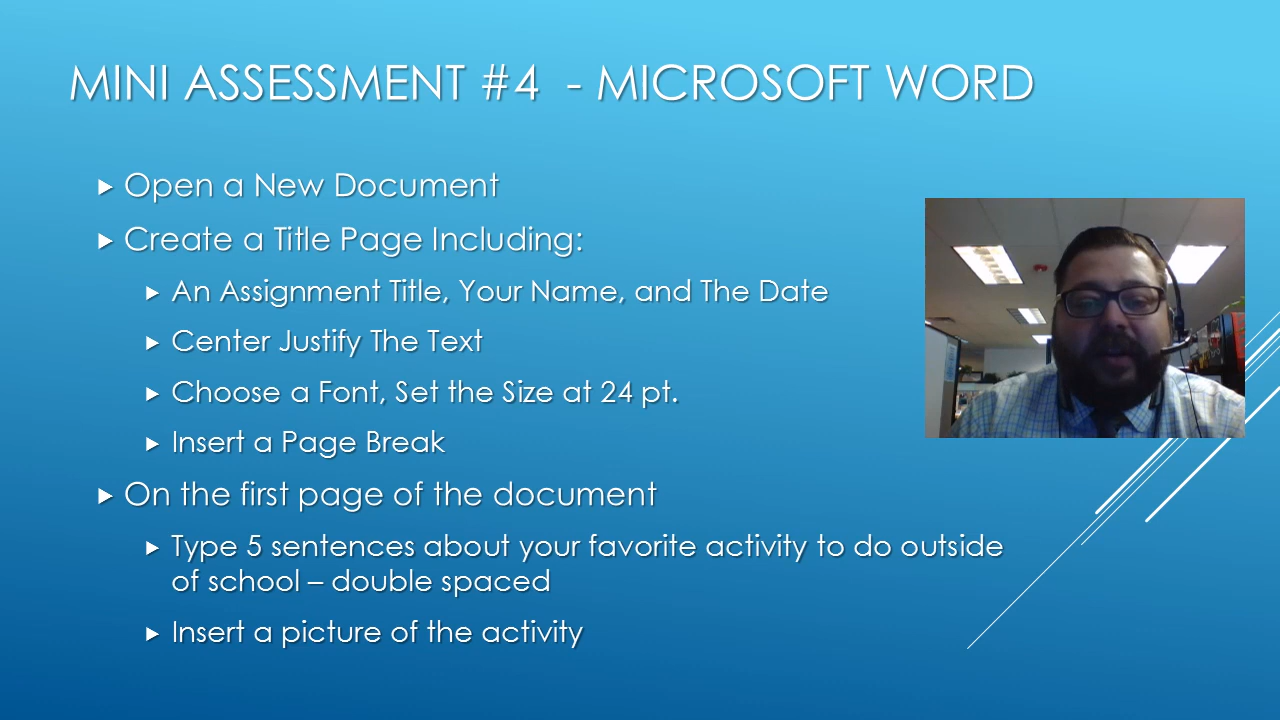 MINI ASSESSMENT #4 - MICROSOFT WORD
Open a New Document
Create a Title Page Including:
An Assignment Title, Your Name, and The Date
Center Justify The Text
Choose a Font, Set the Size at 24 pt.
Insert a Page Break
On the first page of the document
Type 5 sentences about your favorite activity to do outside
of school – double spaced
Insert a picture of the activity